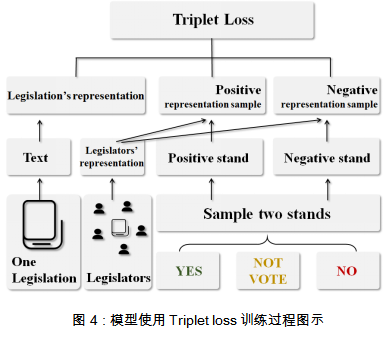 Triplet Loss
Legislation's representation
Positive
representation sample
Negative
representation sample
Text
Legislators'
representation
Positive stand
Negative stand
One
Legislation
Legislators
Sample two stands
YES
NOT
VOTE
NO
图 4：模型使用 Triplet loss 训练过程图示